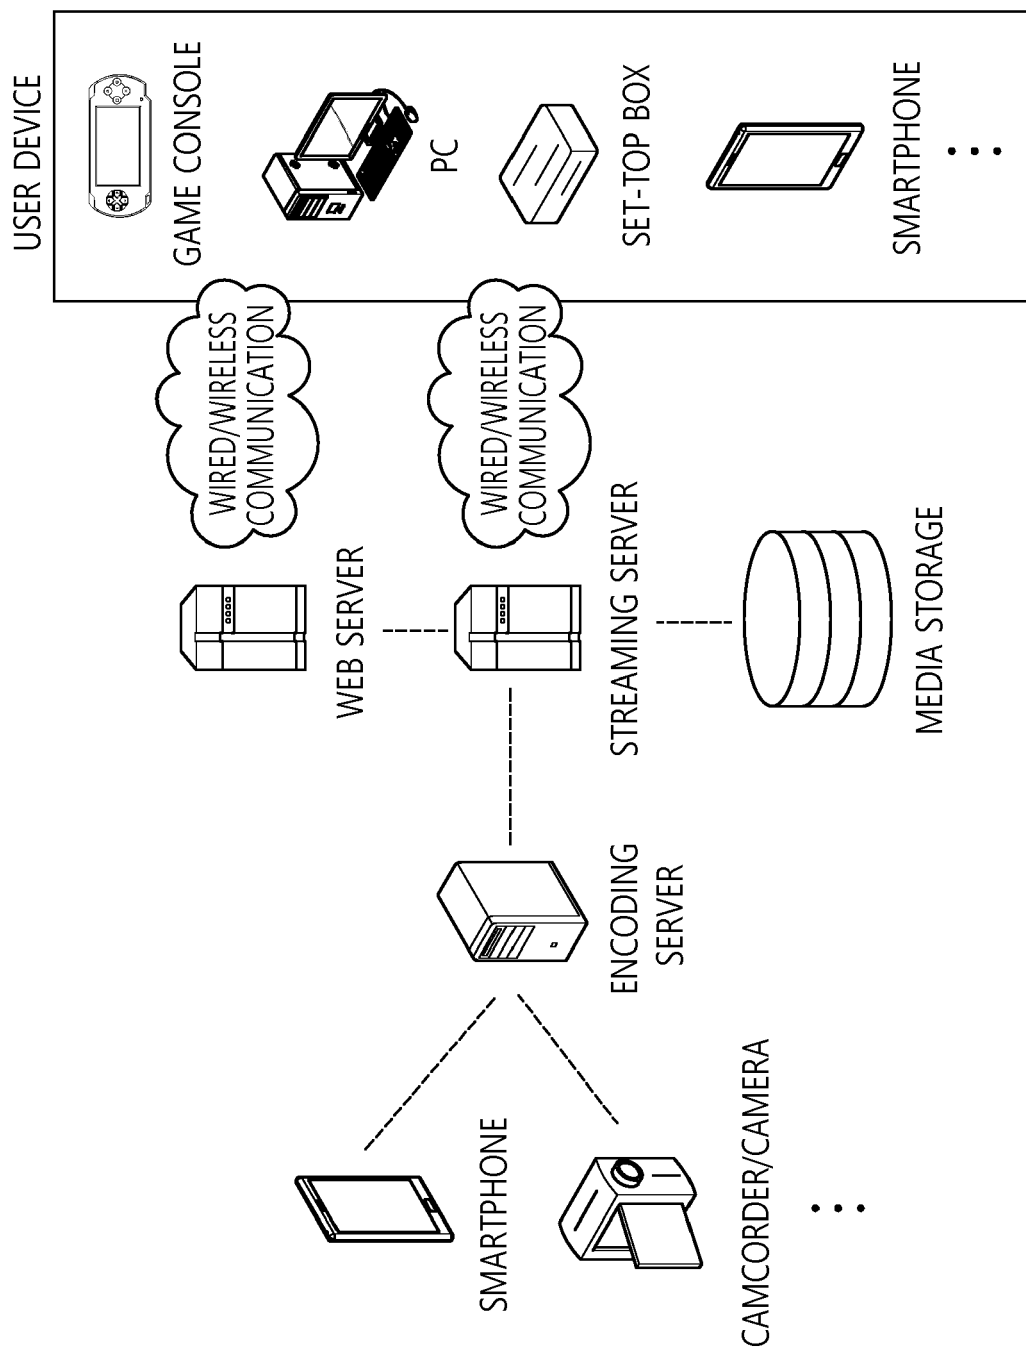 SMARTPHONE
CAMCORDER/CAMERA
ENCODING
SERVER
WEB SERVER
STREAMING SERVER
MEDIA STORAGE
WIRED/WIRELESS
COMMUNICATION
WIRED/WIRELESS
COMMUNICATION
USER DEVICE
GAME CONSOLE
PC
SET-TOP BOX
SMARTPHONE